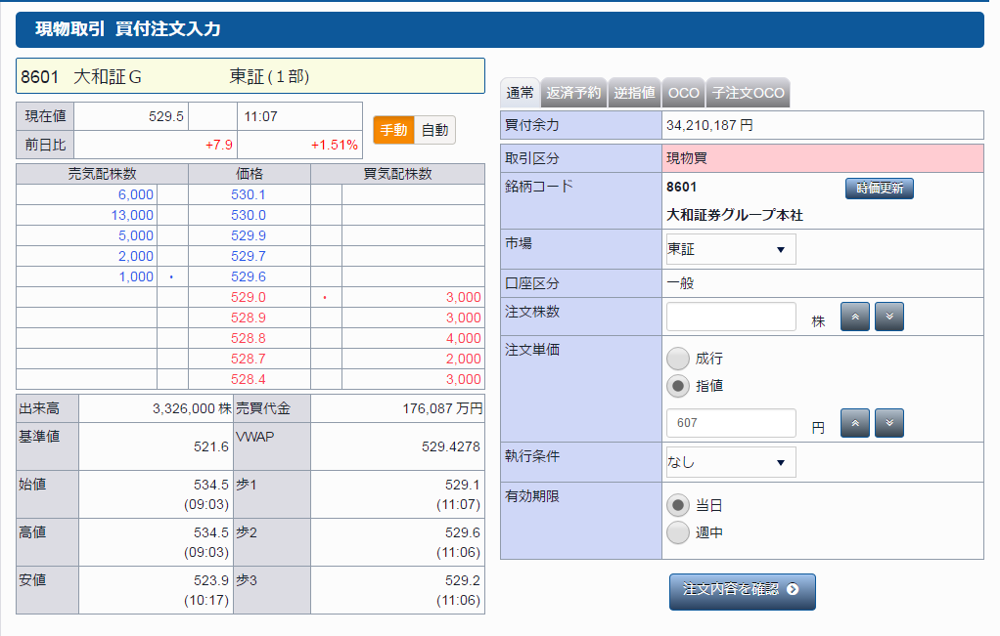 現物取引 買付注文入力
8601 大和証Ｇ 東証(１部)
現在値 529.5 11:07
前日比 +7.9 +1.51%
手動 自動
売気配株数 価格 買気配株数
6,000 530.1
13,000 530.0
5,000 529.9
2,000 529.7
1,000 ・ 529.6
529.0 ・ 3,000
528.9 3,000
528.8 4,000
528.7 2,000
528.4 3,000
出来高 3,326,000 株 売買代金 176,087 万円
基準値 521.6 VWAP 529.4278
始値 534.5 歩1 529.1
(09:03) (11:07)
高値 534.5 歩2 529.6
(09:03) (11:06)
安値 523.9 歩3 529.2
(10:17) (11:06)
通常 返済予約 逆指値 OCO 子注文OCO
買付余力 34,210,187 円
取引区分 現物買
銘柄コード 8601 時価更新
大和証券グループ本社
市場 東証
口座区分 一般
注文株数 株
注文単価 成行
指値
607 円
執行条件 なし
有効期限 当日
週中
注文内容を確認